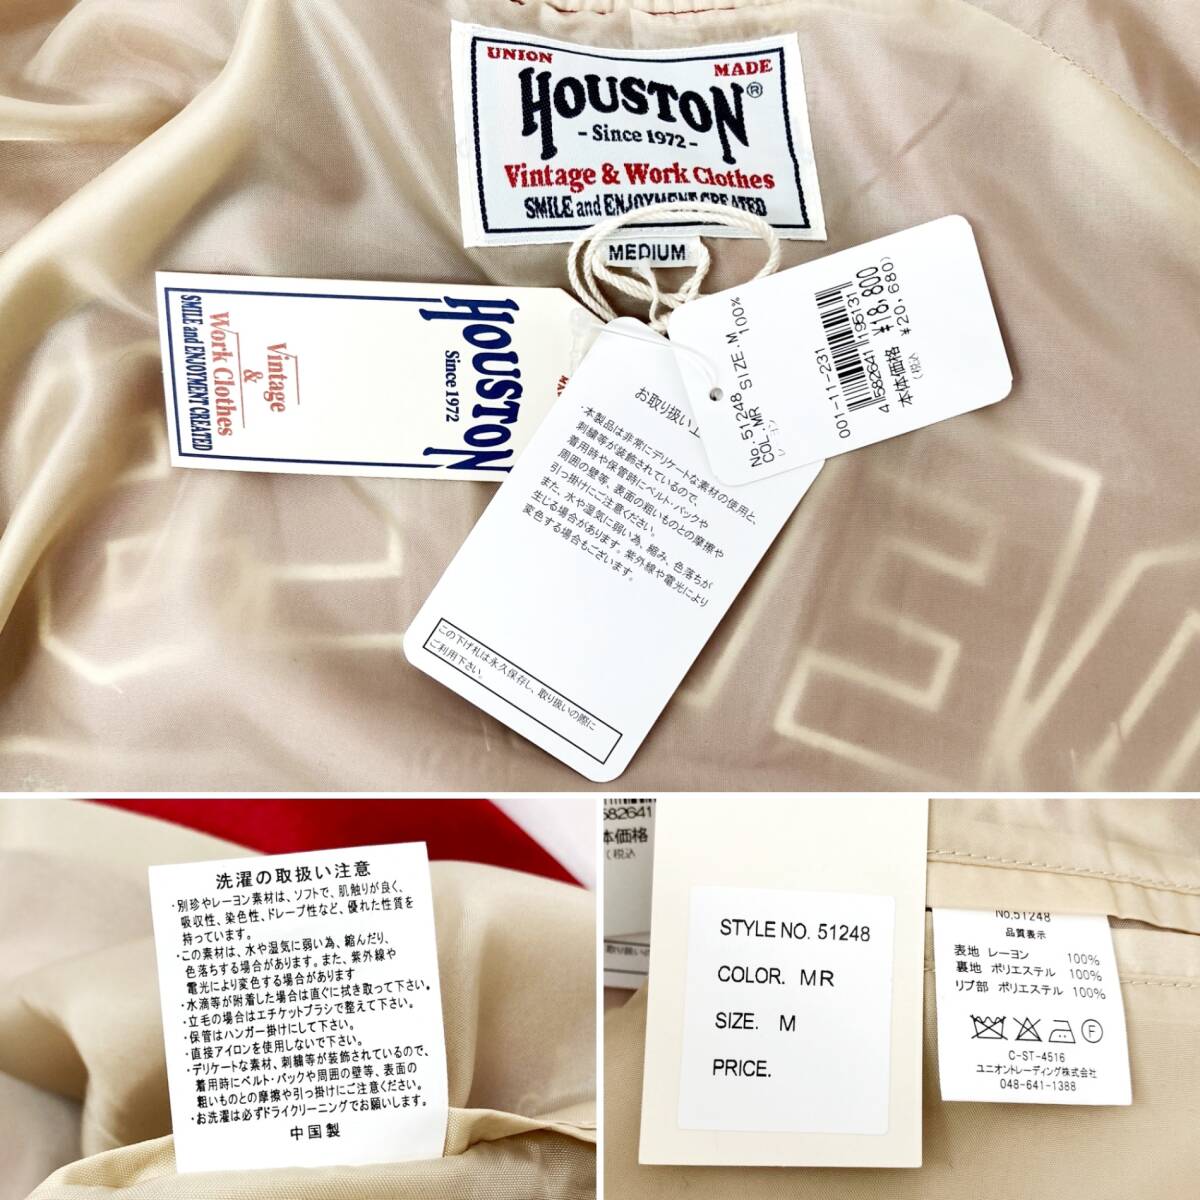 UNION MADE
HOUSTON®
- Since 1972 -
Vintage & Work Clothes
SMILE and ENJOYMENT CREATED
MEDIUM
HOUSTON
Since 1972
Vintage
&
Work Clothes
SMILE and ENJOYMENT CREATED
お取り扱い上
・本製品は非常にデリケートな素材の使用と、
刺繍等が装飾されているので、
着用時や保管時にベルト・バックや
周囲の壁等、表面の粗いものとの摩擦や
引っ掛けにご注意ください。
また、水や湿気に弱い為、縮み、色落ちが
生じる場合があります。紫外線や電光により
変色する場合もございます。
この下げ札は永久保存し、取り扱いの際に
ご利用下さい。
No.51248 SIZE.M 100%
COL.MR
001-11-231
4 582641 195131
本体価格 ¥18,800
(税込 ¥20,680)
洗濯の取扱い注意
・別珍やレーヨン素材は、ソフトで、肌触りが良く、
吸収性、染色性、ドレープ性など、優れた性質を
持っています。
・この素材は、水や湿気に弱い為、縮んだり、
色落ちする場合があります。また、紫外線や
電光により変色する場合があります
・水滴等が附着した場合は直ぐに拭き取って下さい。
・立毛の場合はエチケットブラシで整えて下さい。
・保管はハンガー掛けにして下さい。
・直接アイロンを使用しないで下さい。
・デリケートな素材、刺繍等が装飾されているので、
着用時にベルト・バックや周囲の壁等、表面の
粗いものとの摩擦や引っ掛けにご注意ください。
・お洗濯は必ずドライクリーニングでお願いします。
中国製
582641
本体価格
(税込
STYLE NO. 51248
COLOR. MR
SIZE. M
PRICE.
No.51248
品質表示
表地 レーヨン 100%
裏地 ポリエステル 100%
リブ部 ポリエステル 100%
F
C-ST-4516
ユニオントレーディング株式会社
048-641-1388